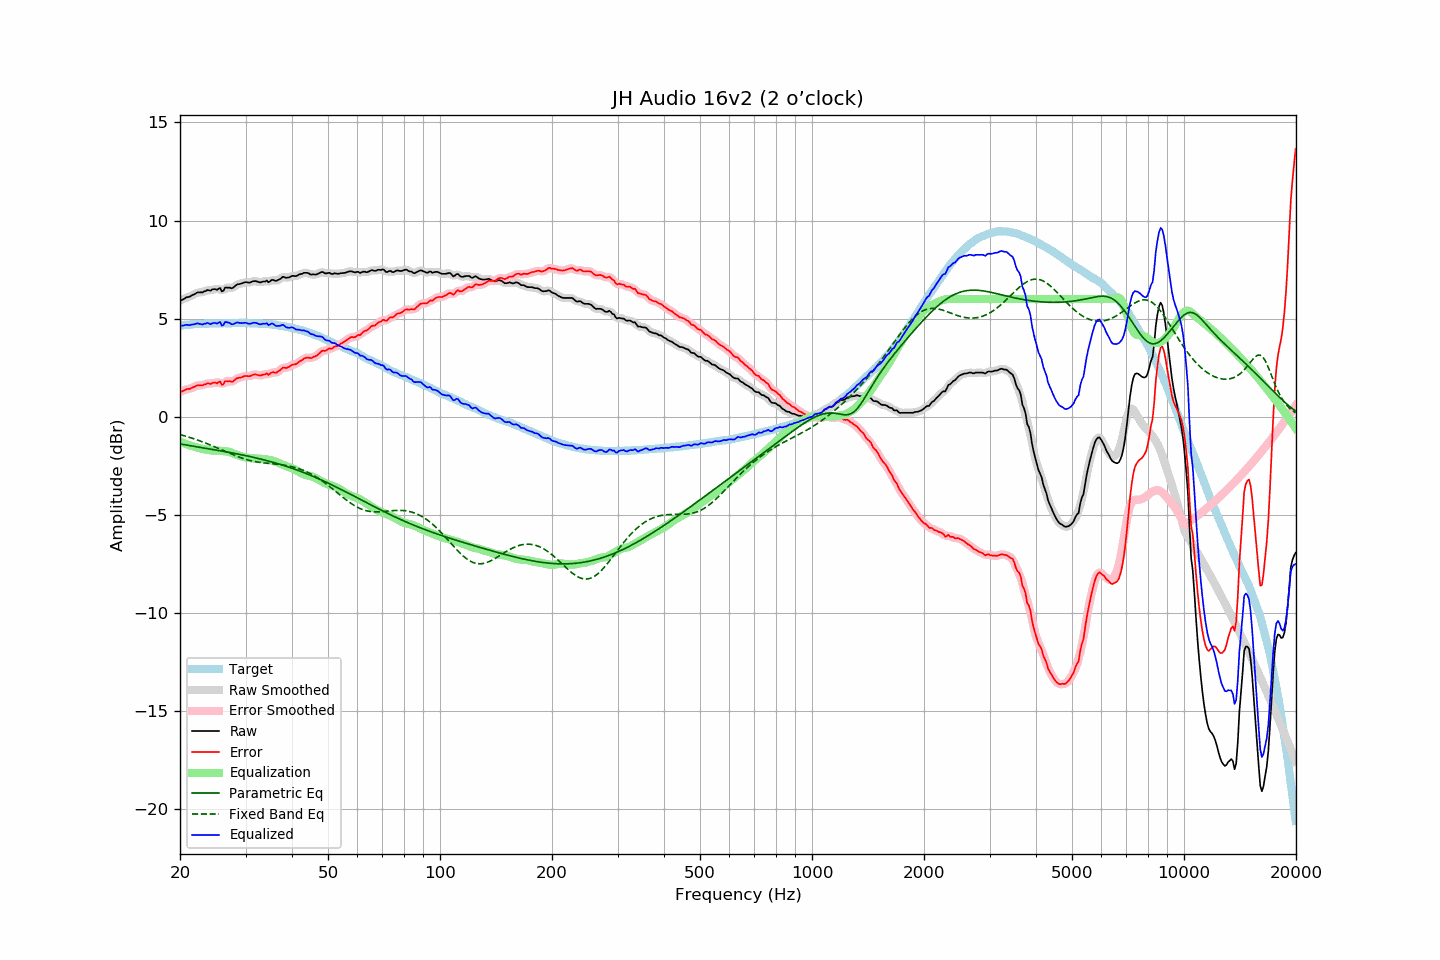 JH Audio 16v2 (2 o’clock)
15
10
5
0
−5
−10
−15
−20
Amplitude (dBr)
Target
Raw Smoothed
Error Smoothed
Raw
Error
Equalization
Parametric Eq
Fixed Band Eq
Equalized
20 50 100 200 500 1000 2000 5000 10000 20000
Frequency (Hz)